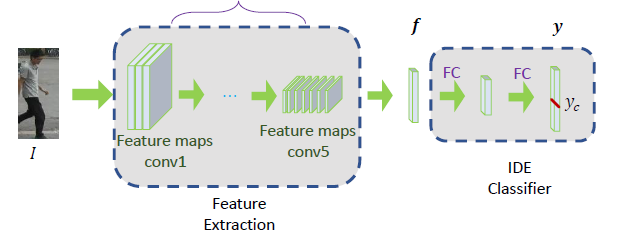 f
y
FC
FC
...
y_c
Feature maps
conv1
Feature maps
conv5
I
Feature
Extraction
IDE
Classifier